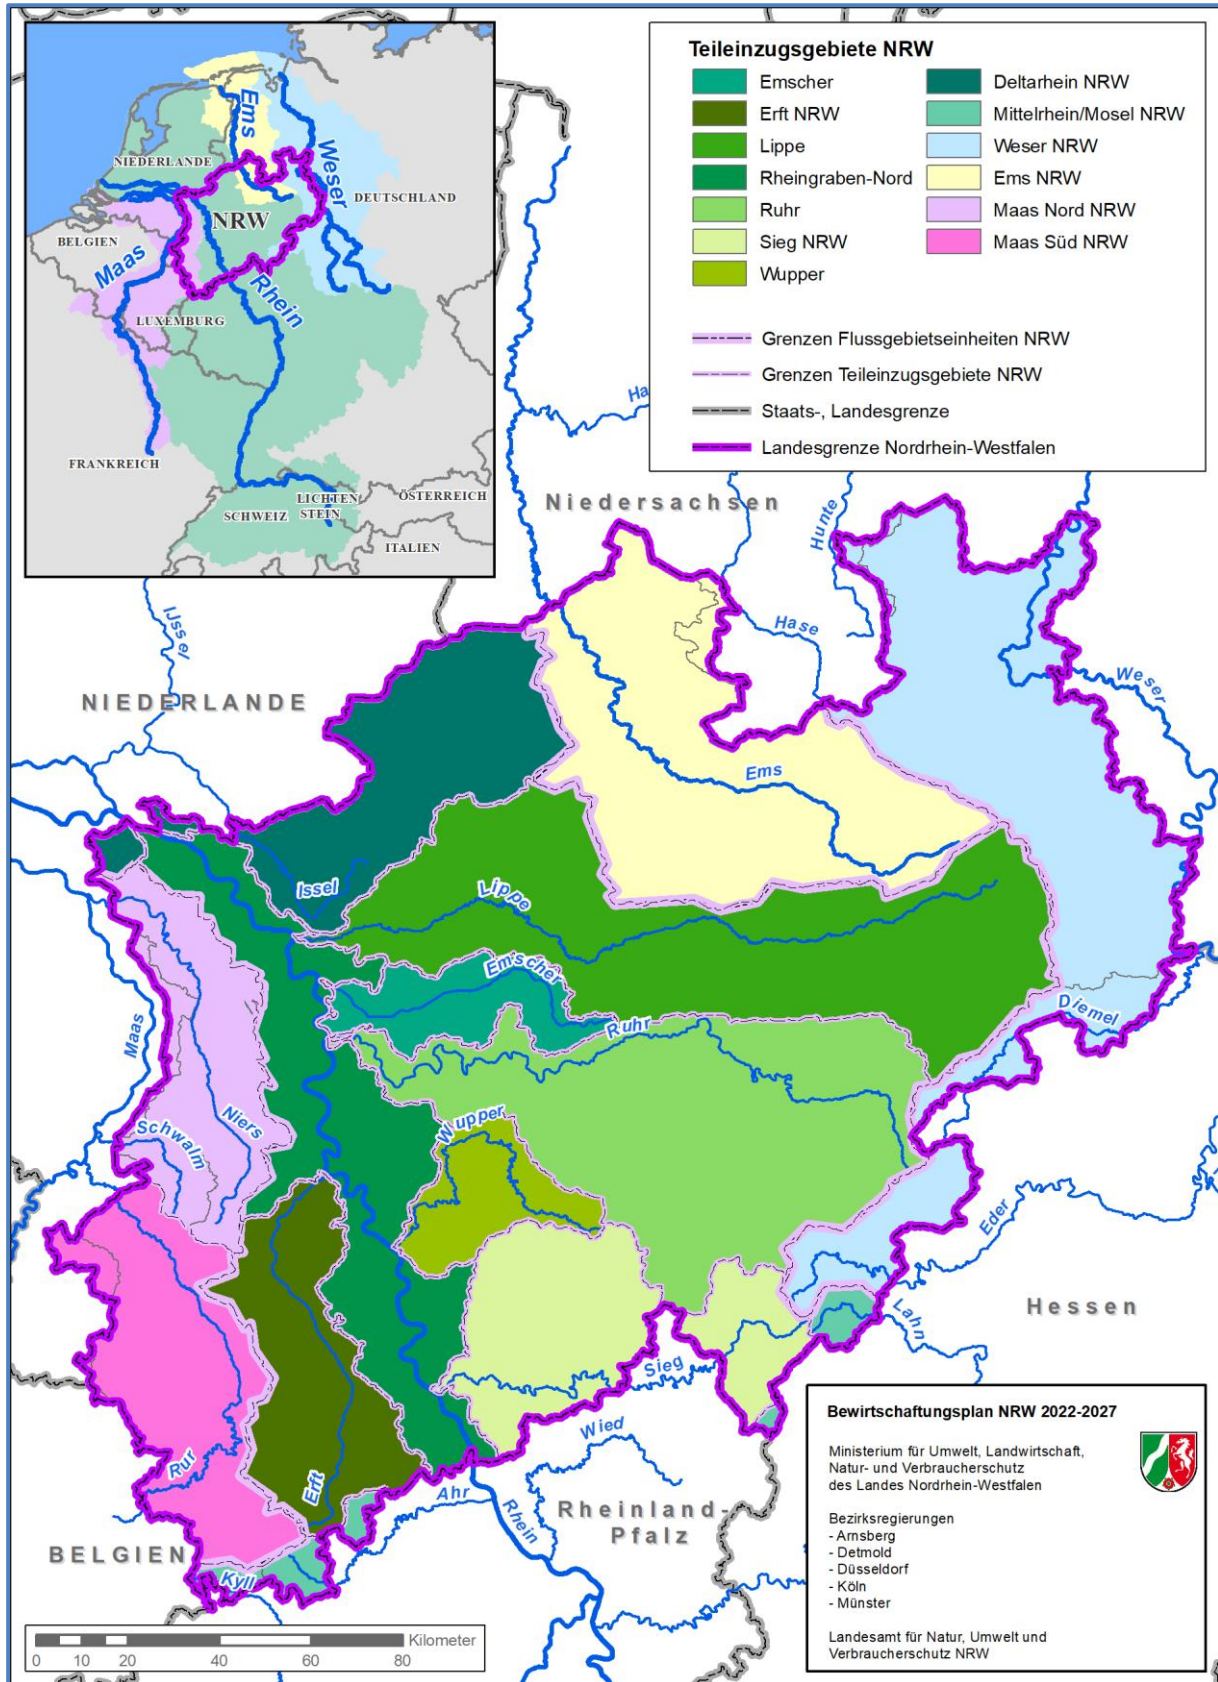 Ems
Weser
NIEDERLANDE
DEUTSCHLAND
NRW
BELGIEN
Maas
Rhein
LUXEMBURG
FRANKREICH
LICHTEN
STEIN
ÖSTERREICH
SCHWEIZ
ITALIEN
Teileinzugsgebiete NRW
Emscher
Erft NRW
Lippe
Rheingraben-Nord
Ruhr
Sieg NRW
Wupper
Deltarhein NRW
Mittelrhein/Mosel NRW
Weser NRW
Ems NRW
Maas Nord NRW
Maas Süd NRW
Grenzen Flussgebietseinheiten NRW
Grenzen Teileinzugsgebiete NRW
Staats-, Landesgrenze
Landesgrenze Nordrhein-Westfalen
Niedersachsen
Hunte
IJssel
Hase
Weser
NIEDERLANDE
Ems
Issel
Lippe
Emscher
Diemel
Maas
Ruhr
Niers
Wupper
Schwalm
Eder
Hessen
Lahn
Sieg
Wied
Rur
Erft
Ahr
Rhein
Rheinland-
Pfalz
BELGIEN
Kyll
Kilometer
0 10 20 40 60 80
Bewirtschaftungsplan NRW 2022-2027
Ministerium für Umwelt, Landwirtschaft,
Natur- und Verbraucherschutz
des Landes Nordrhein-Westfalen
Bezirksregierungen
- Arnsberg
- Detmold
- Düsseldorf
- Köln
- Münster
Landesamt für Natur, Umwelt und
Verbraucherschutz NRW